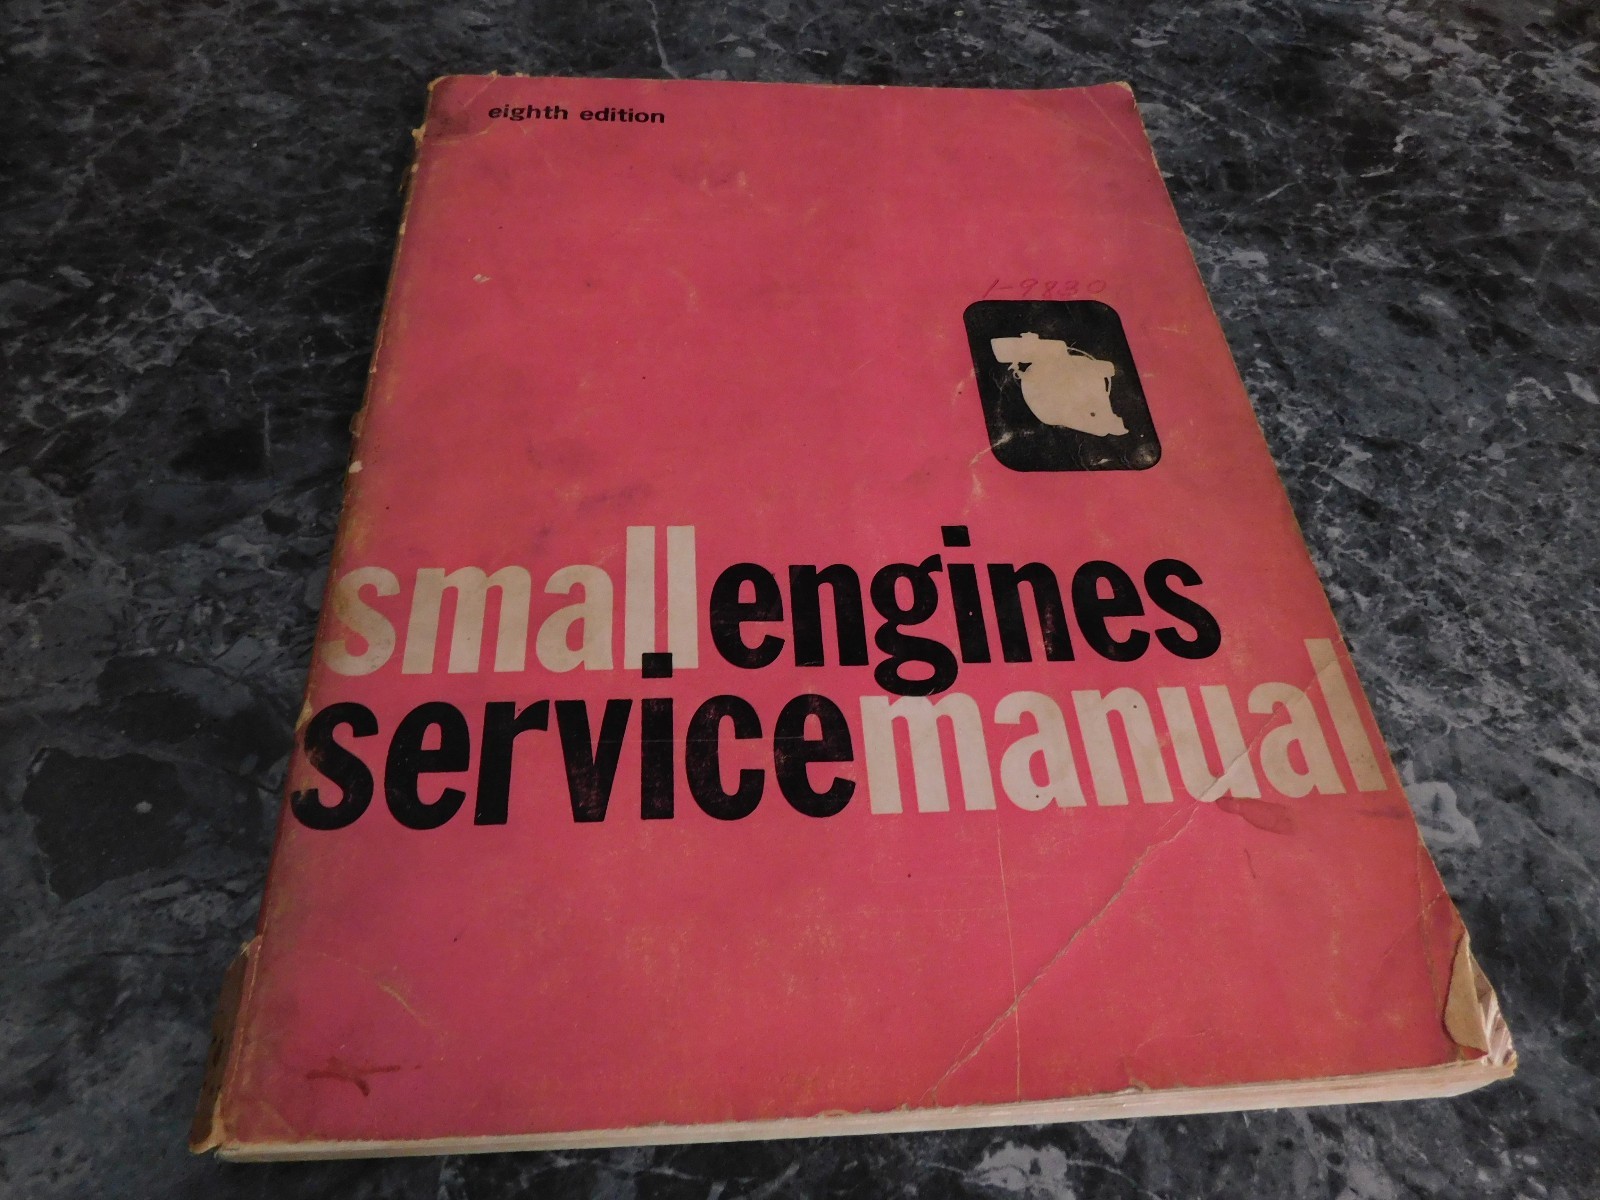 eighth edition
1-9830
smallengines
servicemanual